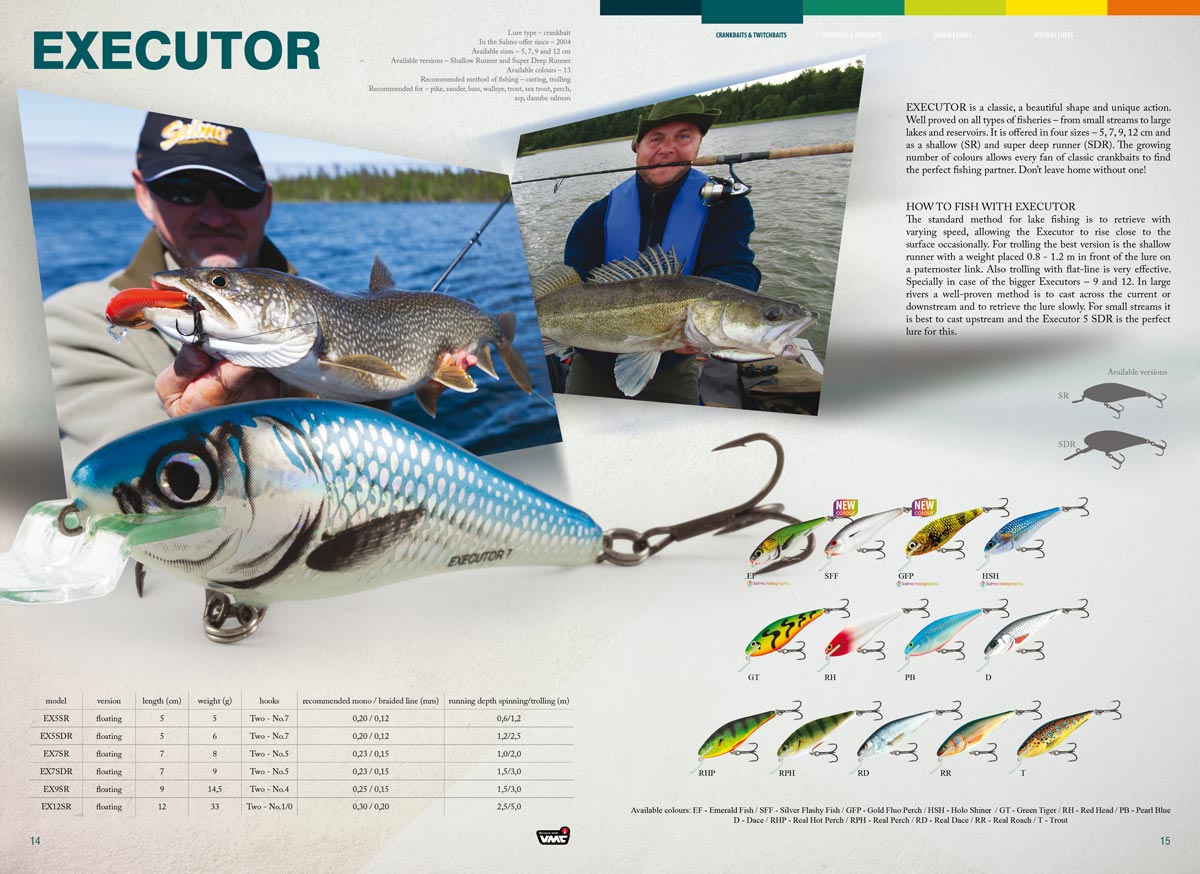 EXECUTOR
Lure type – crankbait
In the Salmo offer since – 2004
Available sizes – 5, 7, 9 and 12 cm
Available versions – Shallow Runner and Super Deep Runner
Available colours – 13
Recommended method of fishing – casting, trolling
Recommended for – pike, zander, bass, walleye, trout, sea trout, perch,
asp, danube salmon
Salmo
EXECUTOR 7
model version length (cm) weight (g) hooks recommended mono / braided line (mm) running depth spinning/trolling (m)
EX5SR floating 5 5 Two - No.7 0,20 / 0,12 0,6/1,2
EX5SDR floating 5 6 Two - No.7 0,20 / 0,12 1,2/2,5
EX7SR floating 7 8 Two - No.5 0,23 / 0,15 1,0/2,0
EX7SDR floating 7 9 Two - No.5 0,23 / 0,15 1,5/3,0
EX9SR floating 9 14,5 Two - No.4 0,25 / 0,15 1,5/3,0
EX12SR floating 12 33 Two - No.1/0 0,30 / 0,20 2,5/5,0
14
VMC
CRANKBAITS & TWITCHBAITS
SURFACE LURES
VERTICAL LURES
EXECUTOR is a classic, a beautiful shape and unique action.
Well proved on all types of fisheries – from small streams to large
lakes and reservoirs. It is offered in four sizes – 5, 7, 9, 12 cm and
as a shallow (SR) and super deep runner (SDR). The growing
number of colours allows every fan of classic crankbaits to find
the perfect fishing partner. Don't leave home without one!
HOW TO FISH WITH EXECUTOR
The standard method for lake fishing is to retrieve with
varying speed, allowing the Executor to rise close to the
surface occasionally. For trolling the best version is the shallow
runner with a weight placed 0.8 - 1.2 m in front of the lure on
a paternoster link. Also trolling with flat-line is very effective.
Specially in case of the bigger Executors – 9 and 12. In large
rivers a well-proven method is to cast across the current or
downstream and to retrieve the lure slowly. For small streams it
is best to cast upstream and the Executor 5 SDR is the perfect
lure for this.
Available versions
SR
SDR
NEW colour NEW colour
EF SFF GFP HSH
Salmo holographic Salmo holographic Salmo holographic
GT RH PB D
RHP RPH RD RR T
Available colours: EF - Emerald Fish / SFF - Silver Flashy Fish / GFP - Gold Fluo Perch / HSH - Holo Shiner / GT - Green Tiger / RH - Red Head / PB - Pearl Blue
D - Dace / RHP - Real Hot Perch / RPH - Real Perch / RD - Real Dace / RR - Real Roach / T - Trout
15